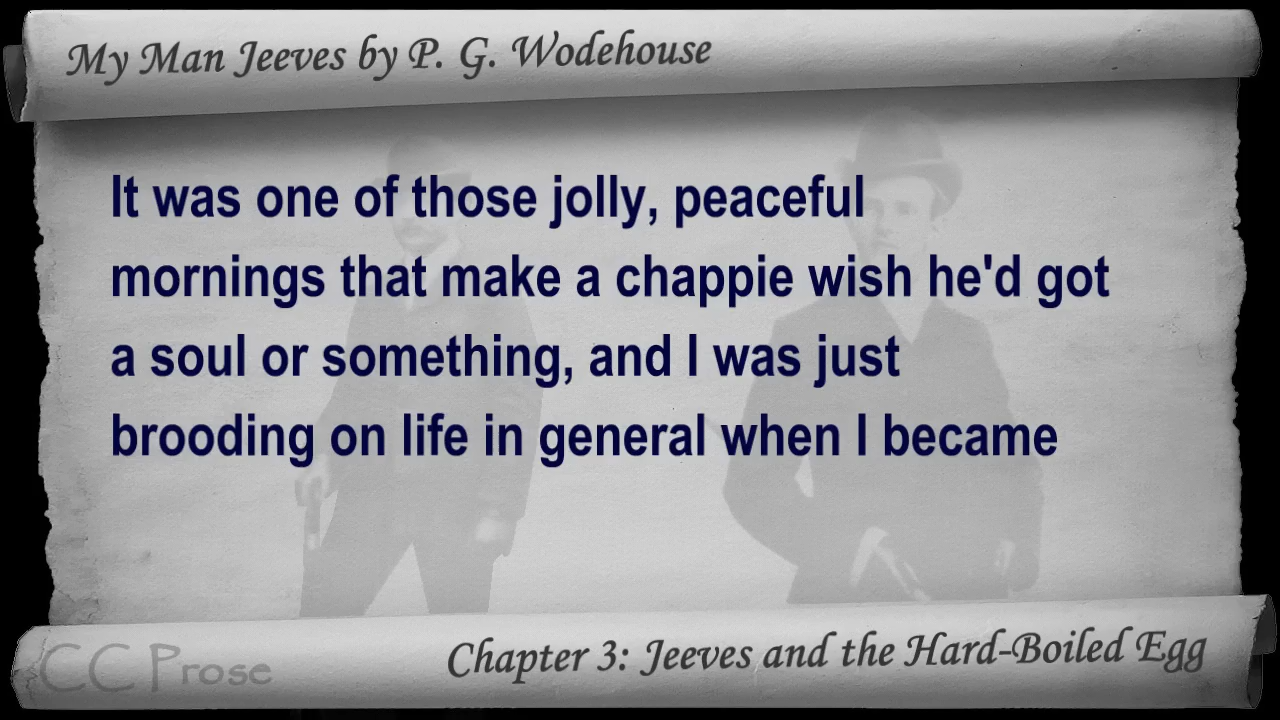 My Man Jeeves by P. G. Wodehouse
It was one of those jolly, peaceful
mornings that make a chappie wish he'd got
a soul or something, and I was just
brooding on life in general when I became
CC Prose
Chapter 3: Jeeves and the Hard-Boiled Egg